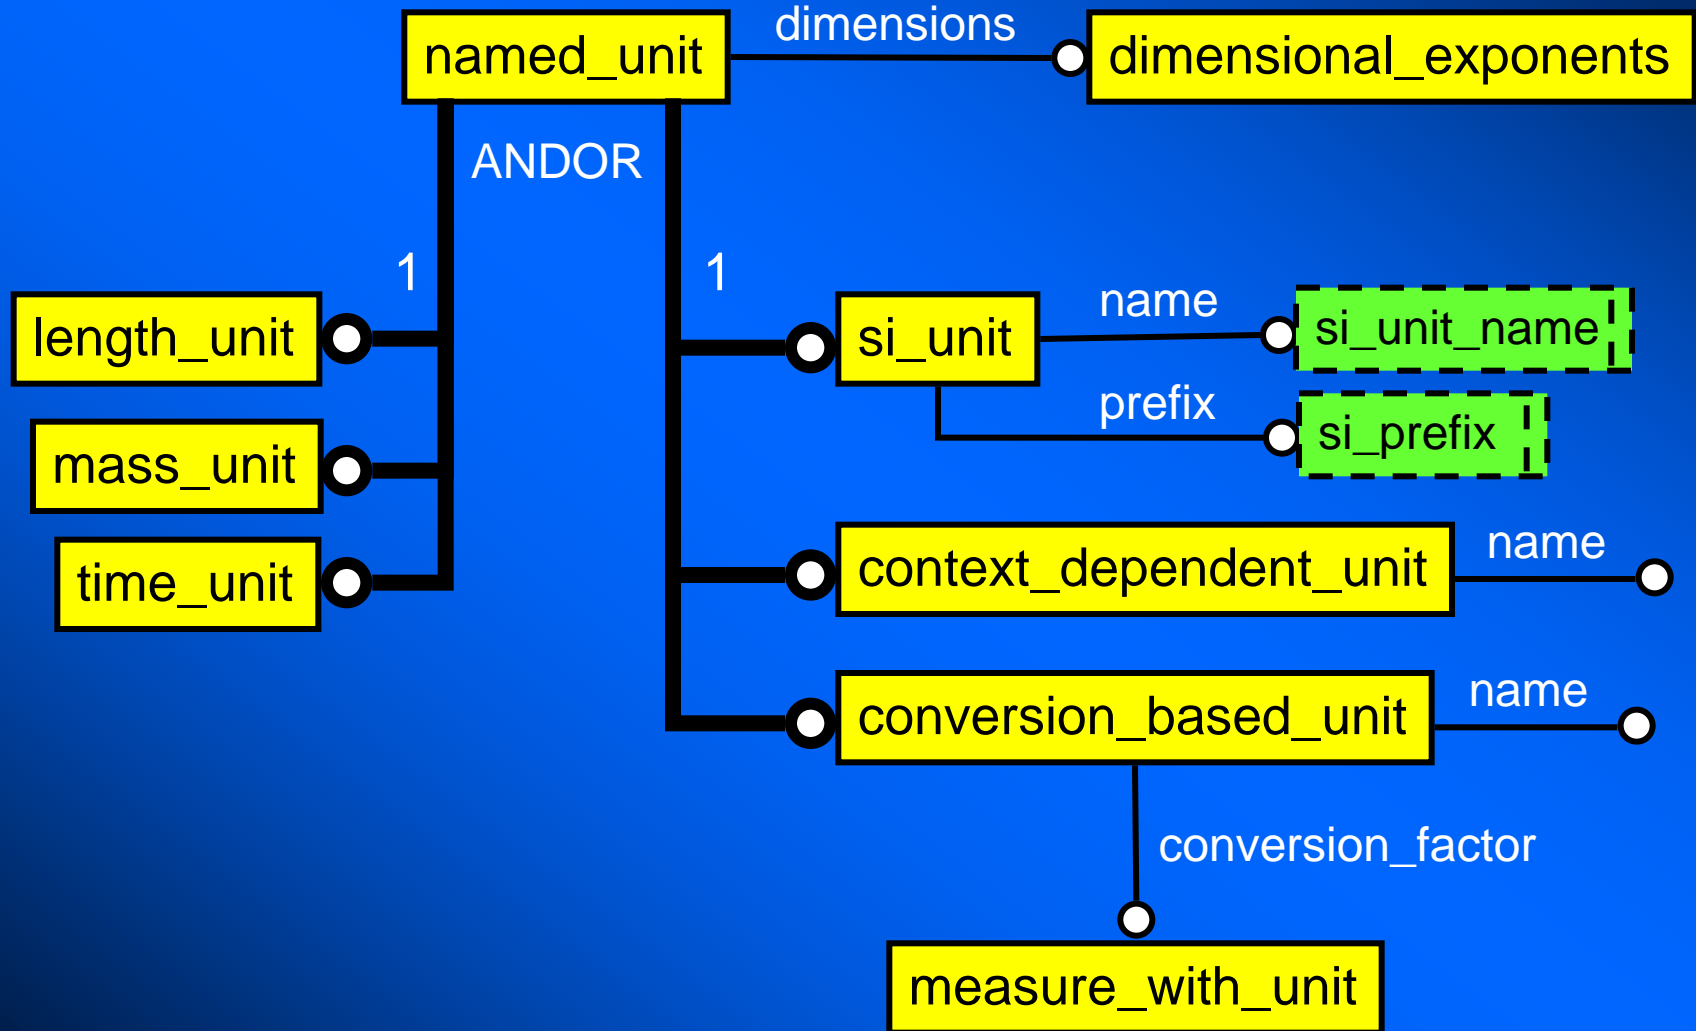 named_unit
dimensions
dimensional_exponents
ANDOR
1
1
length_unit
si_unit
name
si_unit_name
prefix
si_prefix
mass_unit
time_unit
context_dependent_unit
name
conversion_based_unit
name
conversion_factor
measure_with_unit